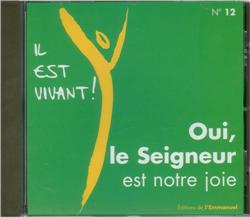 N° 12
IL
EST
VIVANT!
Oui,
le Seigneur
est notre joie
Éditions de l'Emmanuel